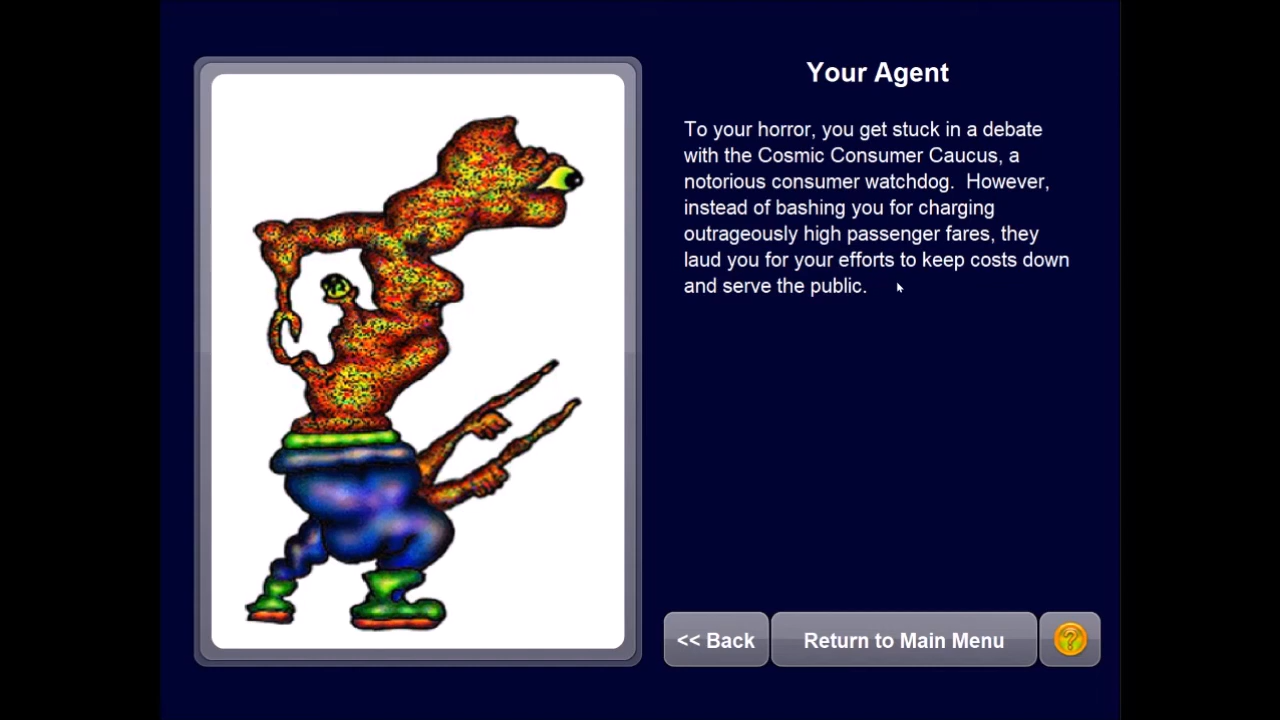 Your Agent
To your horror, you get stuck in a debate
with the Cosmic Consumer Caucus, a
notorious consumer watchdog.  However,
instead of bashing you for charging
outrageously high passenger fares, they
laud you for your efforts to keep costs down
and serve the public.
<< Back
Return to Main Menu
?